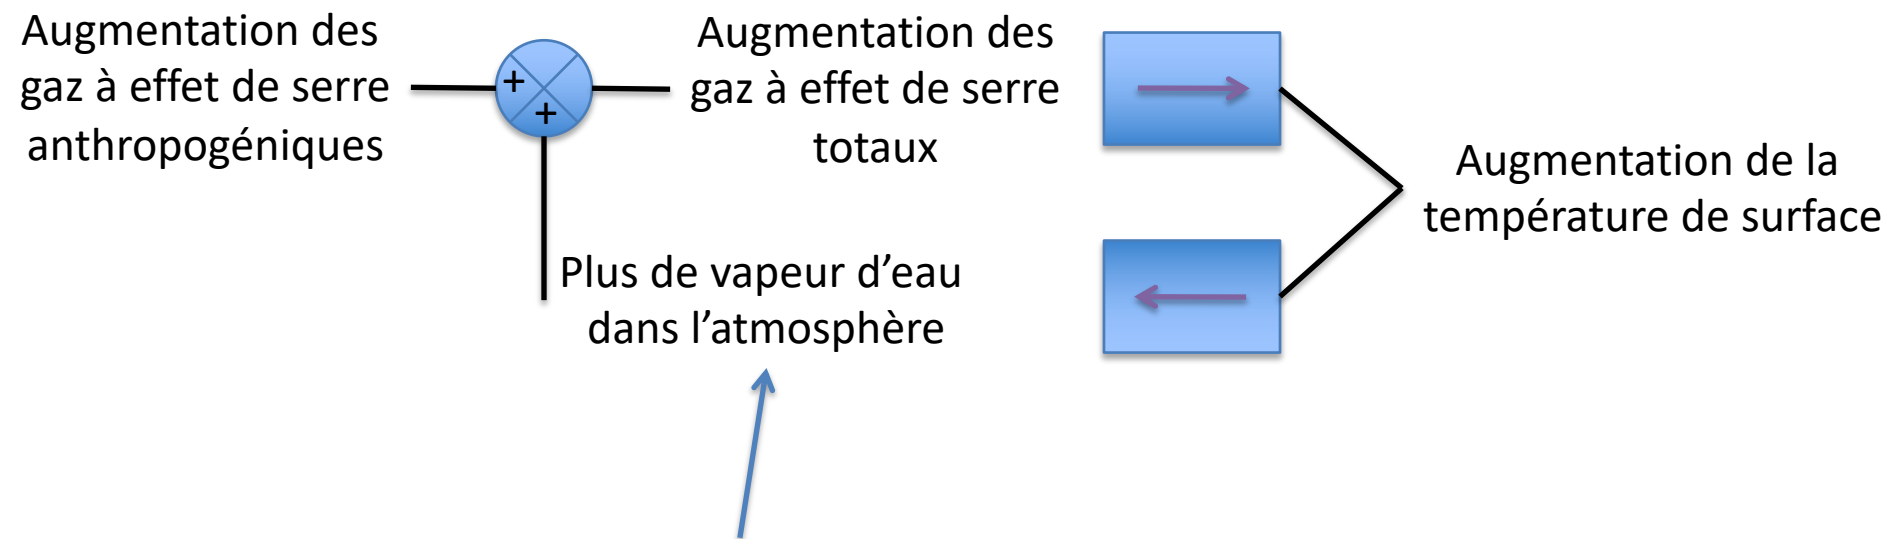 Augmentation des
gaz à effet de serre
anthropogéniques
+
+
Augmentation des
gaz à effet de serre
totaux
Augmentation de la
température de surface
Plus de vapeur d’eau
dans l’atmosphère